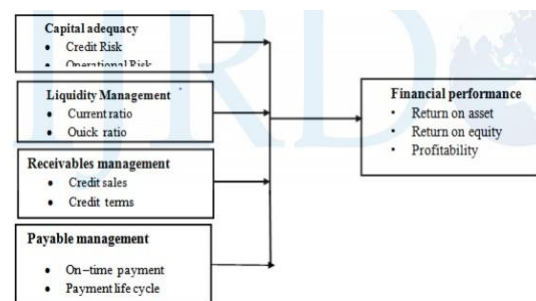 Capital adequacy
• Credit Risk
• Operational Risk
Liquidity Management
• Current ratio
• Quick ratio
Receivables management
• Credit sales
• Credit terms
Payable management
• On–time payment
• Payment life cycle
Financial performance
• Return on asset
• Return on equity
• Profitability
IJRD